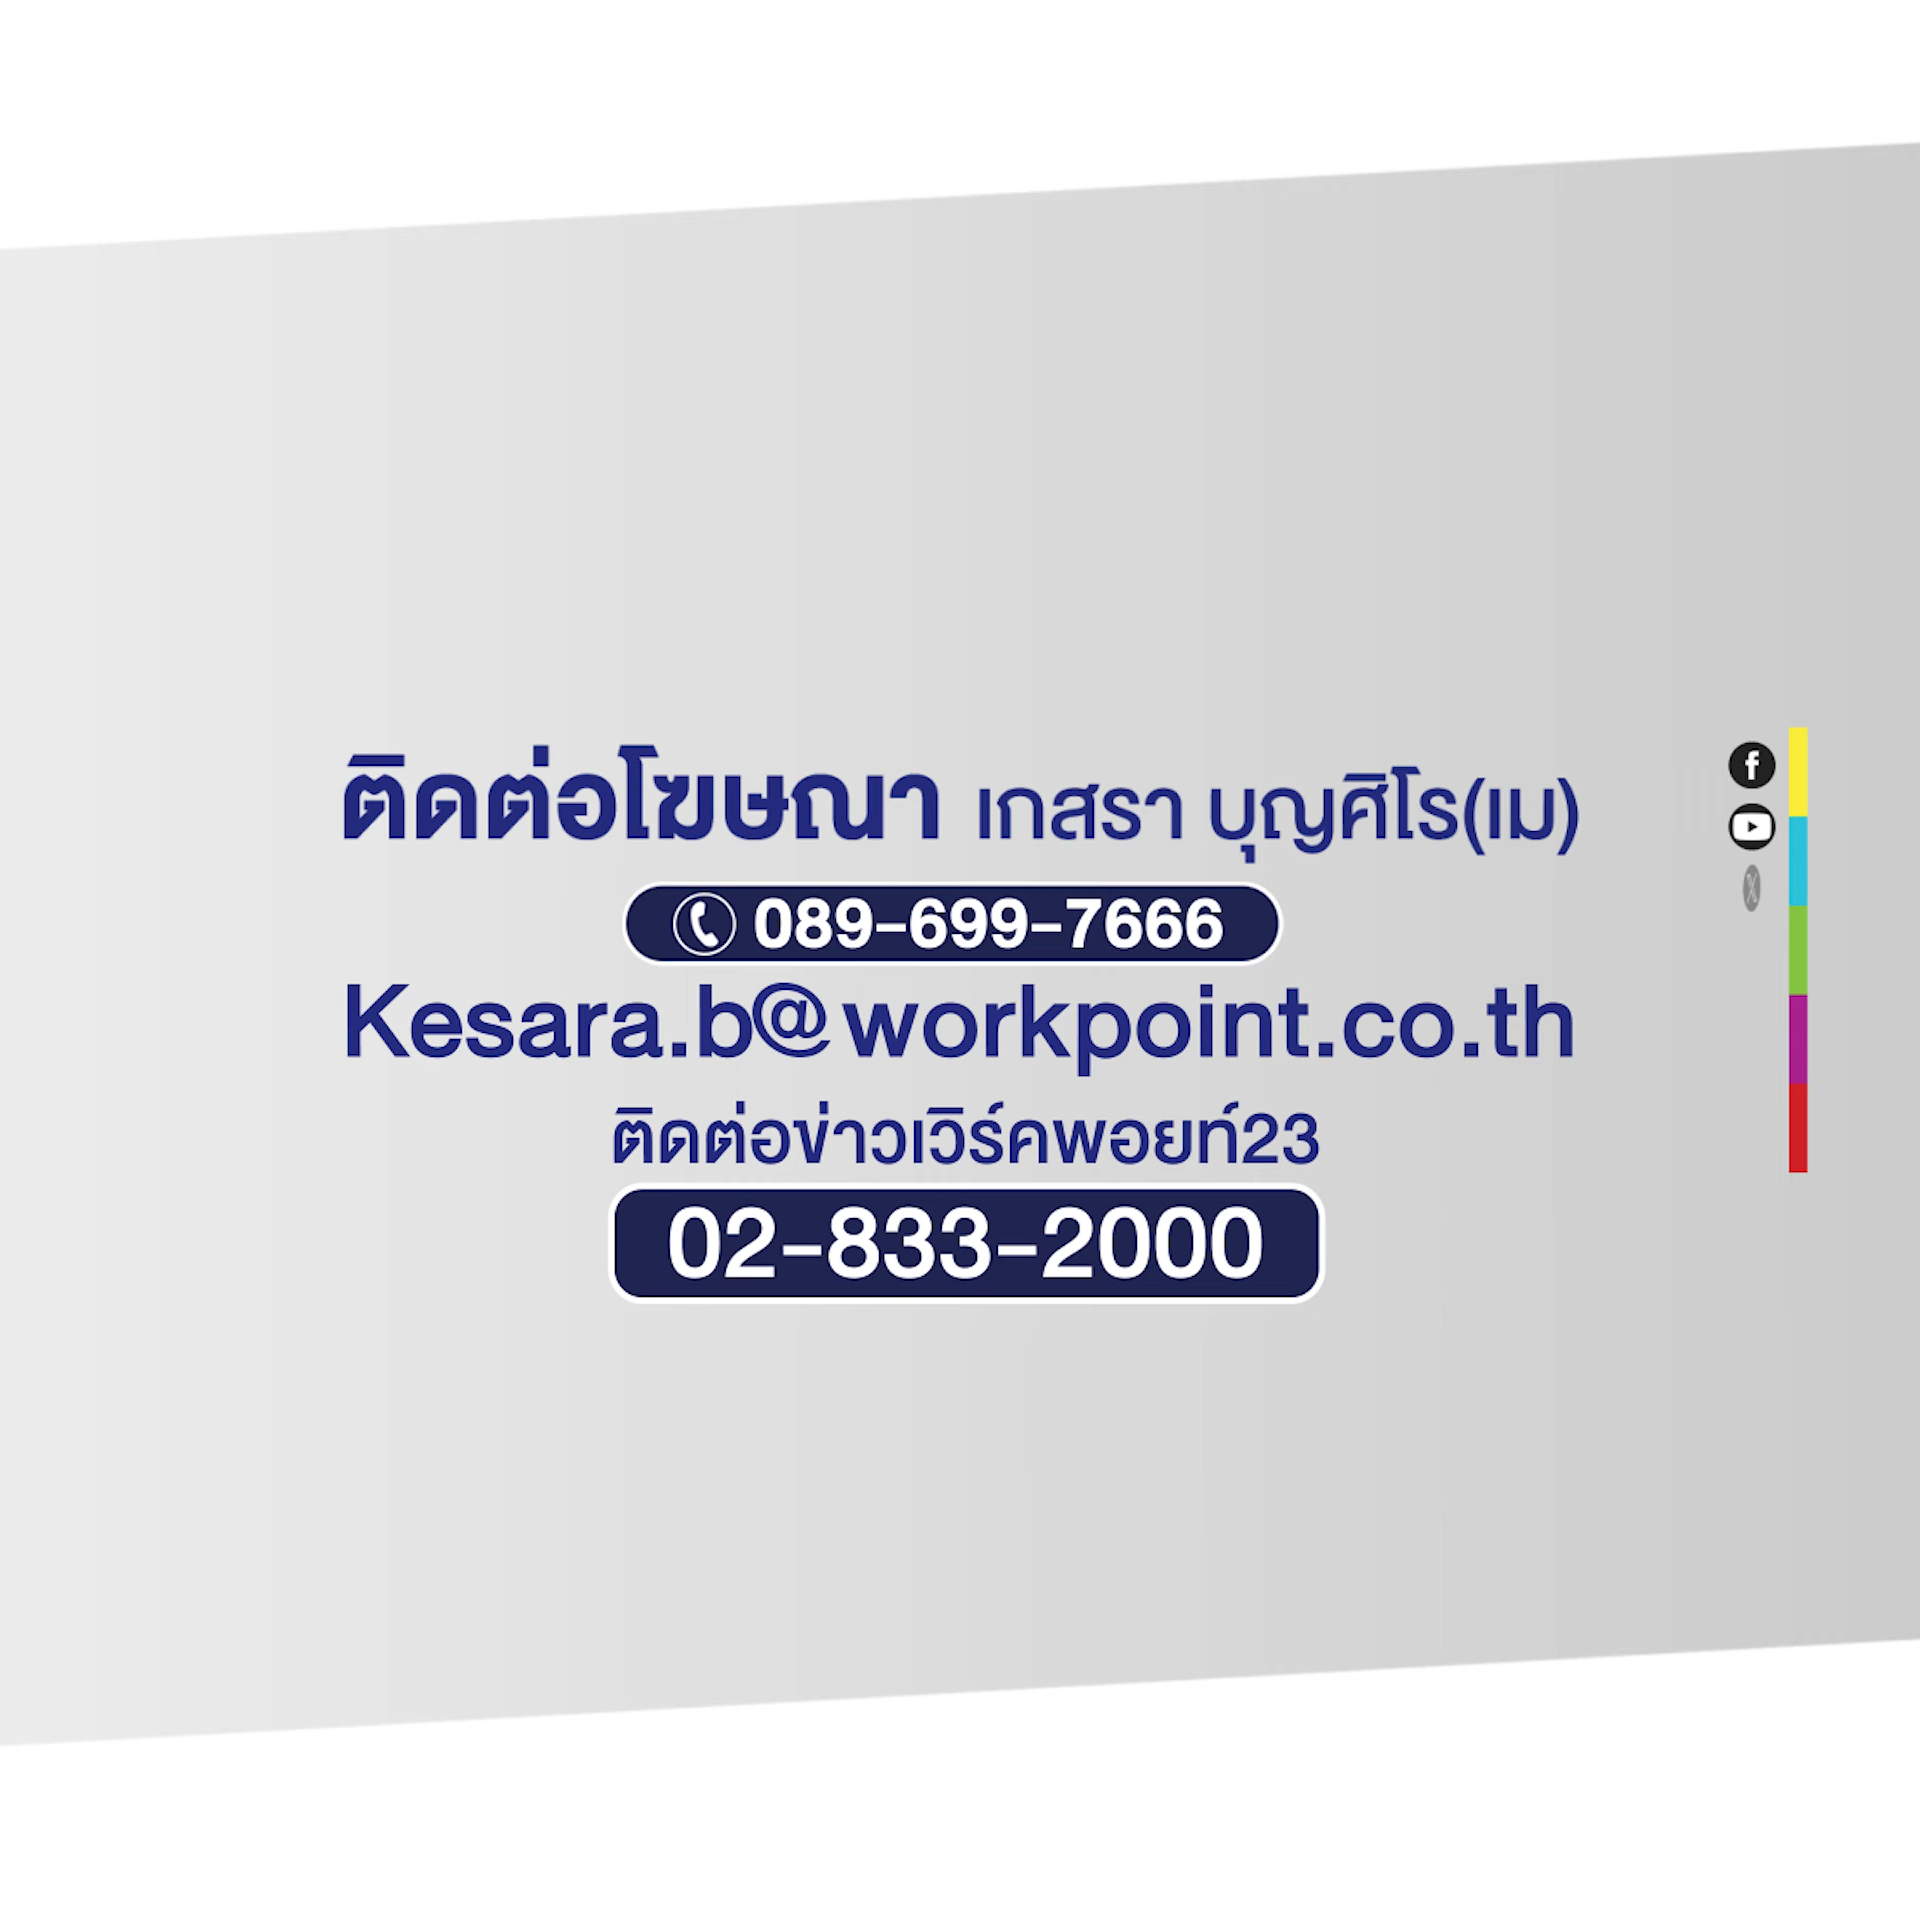 ติดต่อโฆษณา เกสรา บุญศิโร(เม)
089-699-7666
Kesara.b@workpoint.co.th
ติดต่อข่าวเวิร์คพอยท์23
02-833-2000